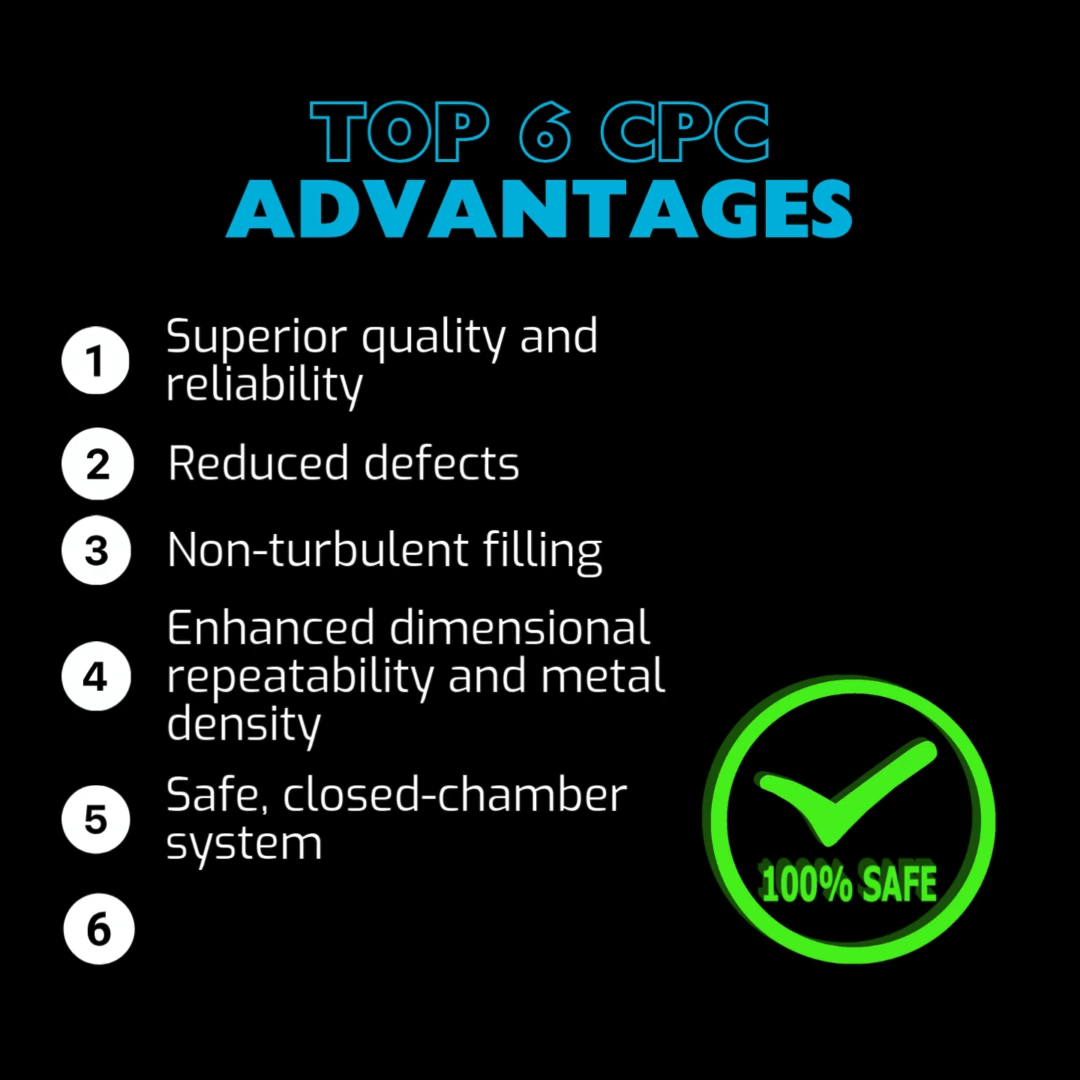 TOP 6 CPC
ADVANTAGES
1
Superior quality and
reliability
2
Reduced defects
3
Non-turbulent filling
4
Enhanced dimensional
repeatability and metal
density
5
Safe, closed-chamber
system
6
100% SAFE